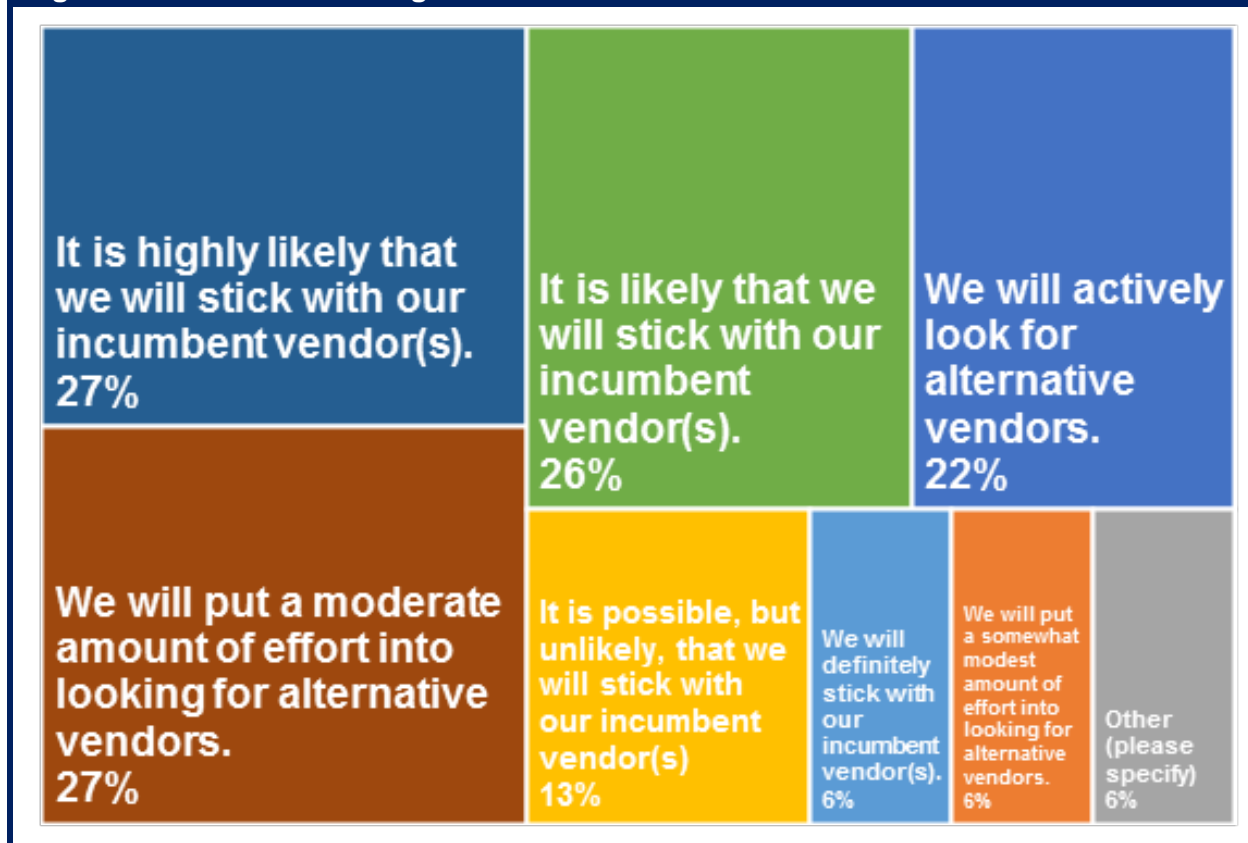 It is highly likely that
we will stick with our
incumbent vendor(s).
27%
We will put a moderate
amount of effort into
looking for alternative
vendors.
27%
It is likely that we
will stick with our
incumbent
vendor(s).
26%
We will actively
look for
alternative
vendors.
22%
It is possible, but
unlikely, that we
will stick with
our incumbent
vendor(s)
13%
We will
definitely
stick with
our
incumbent
vendor(s).
6%
We will put
a somewhat
modest
amount of
effort into
looking for
alternative
vendors.
6%
Other
(please
specify)
6%